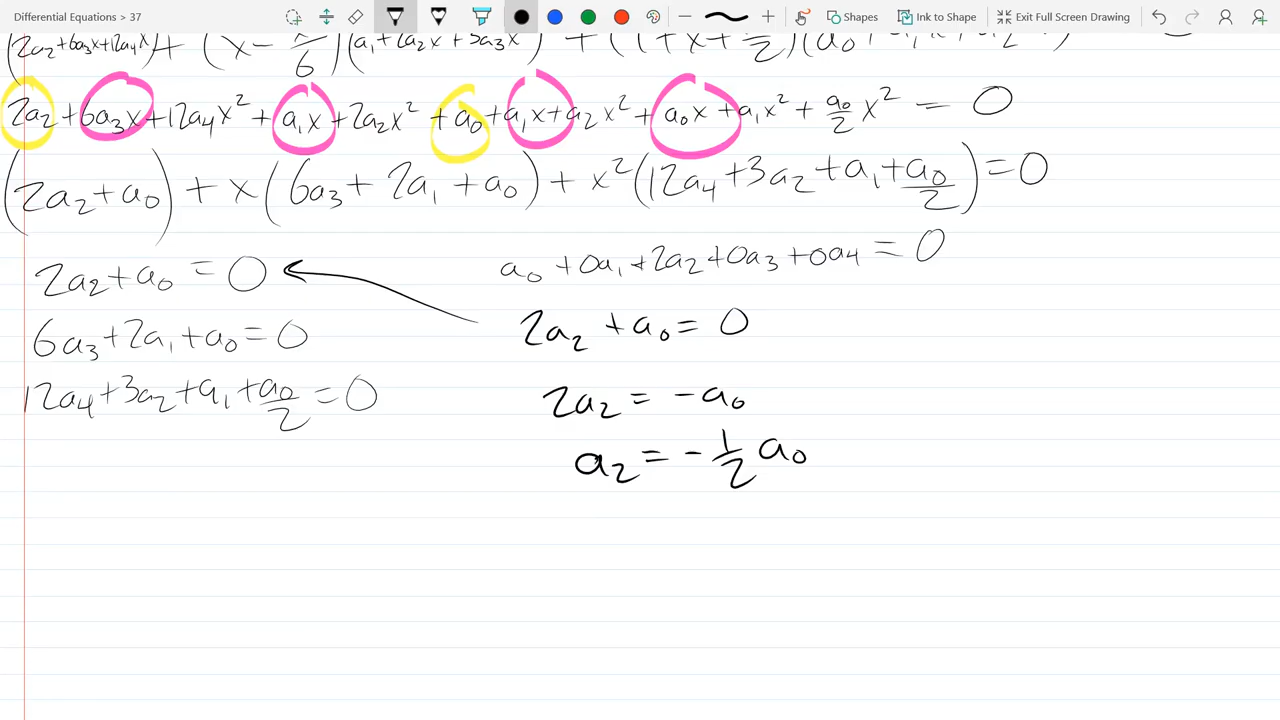 Differential Equations > 37
Shapes
Ink to Shape
Exit Full Screen Drawing
2a₂ + 6a₃x + 12a₄x² + a₁x + 2a₂x² + a₀ + a₁x + a₂x² + a₀x + a₁x² + a₀/2 x² = 0
(2a₂ + a₀) + x(6a₃ + 2a₁ + a₀) + x²(12a₄ + 3a₂ + a₁ + a₀/2) = 0
a₀ + 0a₁ + 2a₂ + 0a₃ + 0a₄ = 0
2a₂ + a₀ = 0
2a₂ + a₀ = 0
6a₃ + 2a₁ + a₀ = 0
12a₄ + 3a₂ + a₁ + a₀/2 = 0
2a₂ = -a₀
a₂ = -1/2 a₀